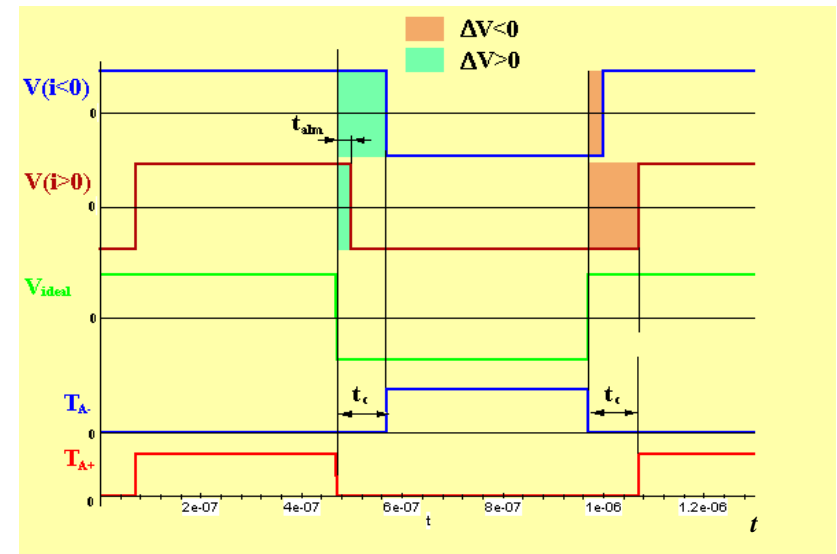 ΔV<0
ΔV>0
V(i<0)
0
t_alm
V(i>0)
0
V_ideal
0
t_c t_c
T_A-
0
T_A+
0
2e-07 4e-07 6e-07 8e-07 1e-06 1.2e-06
t t